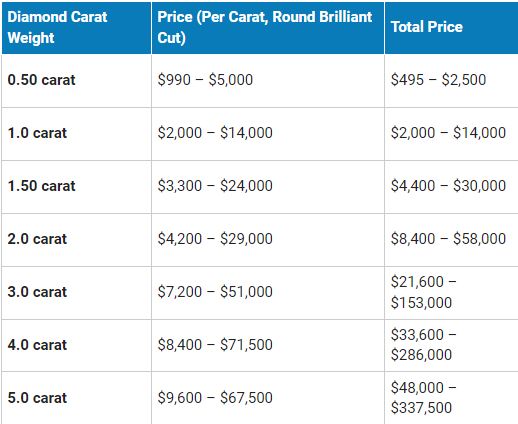 Diamond Carat Weight
Price (Per Carat, Round Brilliant Cut)
Total Price
0.50 carat
$990 – $5,000
$495 – $2,500
1.0 carat
$2,000 – $14,000
$2,000 – $14,000
1.50 carat
$3,300 – $24,000
$4,400 – $30,000
2.0 carat
$4,200 – $29,000
$8,400 – $58,000
3.0 carat
$7,200 – $51,000
$21,600 –
$153,000
4.0 carat
$8,400 – $71,500
$33,600 –
$286,000
5.0 carat
$9,600 – $67,500
$48,000 –
$337,500